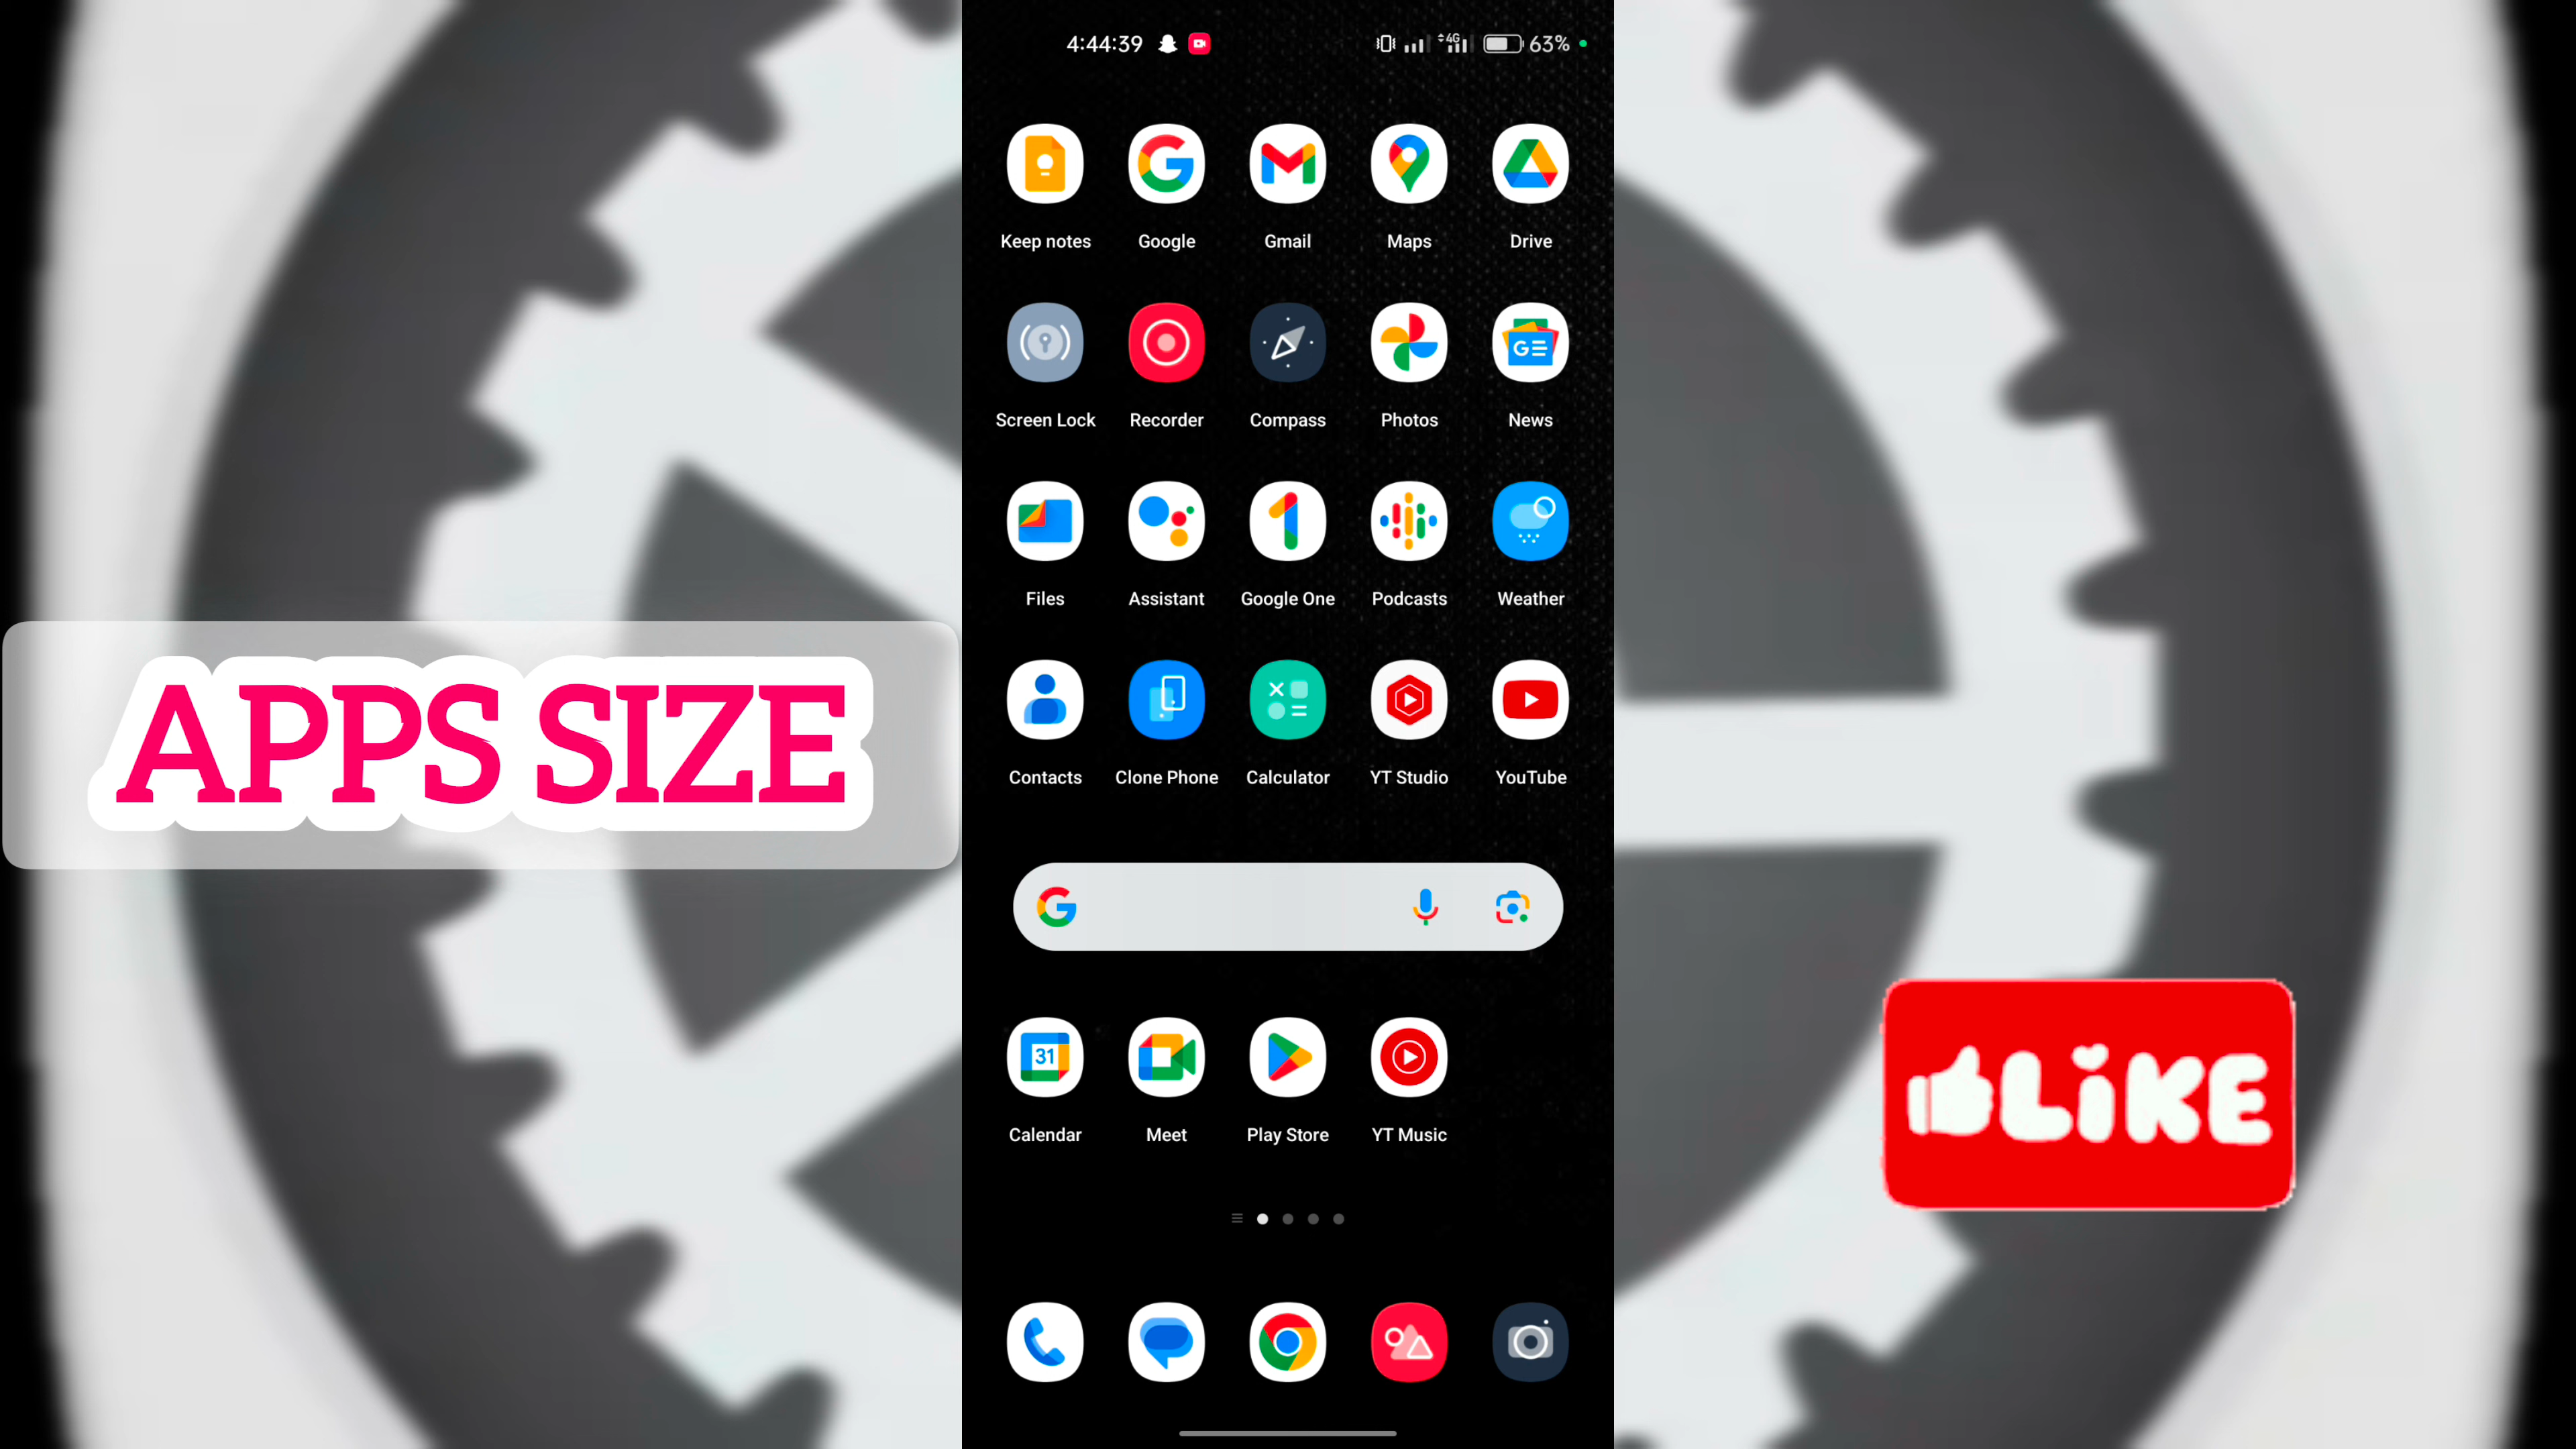 4:44:39 4G 63%
Keep notes Google Gmail Maps Drive
Screen Lock Recorder Compass Photos News
Files Assistant Google One Podcasts Weather
APPS SIZE
Contacts Clone Phone Calculator YT Studio YouTube
31
Calendar Meet Play Store YT Music
LiKE